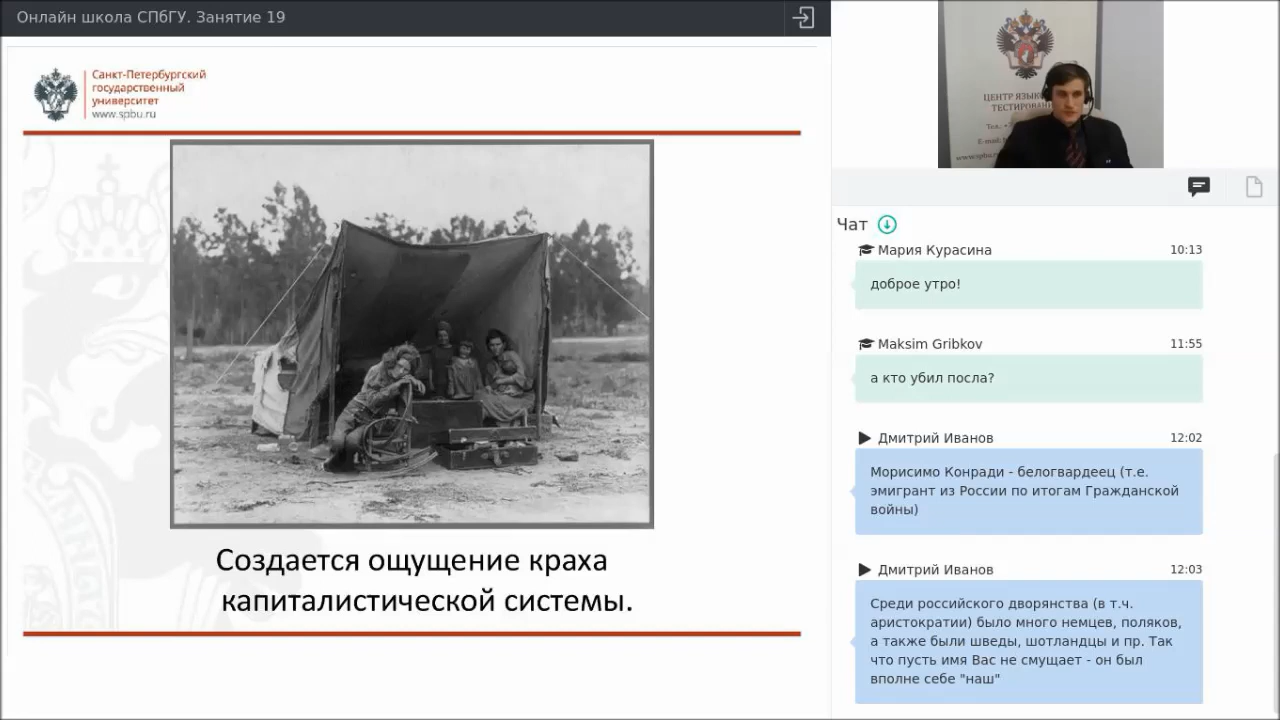 Онлайн школа СПбГУ. Занятие 19
Санкт-Петербургский
государственный
университет
www.spbu.ru
Создается ощущение краха
капиталистической системы.
Чат
Мария Курасина 10:13
доброе утро!
Maksim Gribkov 11:55
а кто убил посла?
Дмитрий Иванов 12:02
Морисимо Конради - белогвардеец (т.е.
эмигрант из России по итогам Гражданской
войны)
Дмитрий Иванов 12:03
Среди российского дворянства (в т.ч.
аристократии) было много немцев, поляков,
а также были шведы, шотландцы и пр. Так
что пусть имя Вас не смущает - он был
вполне себе "наш"